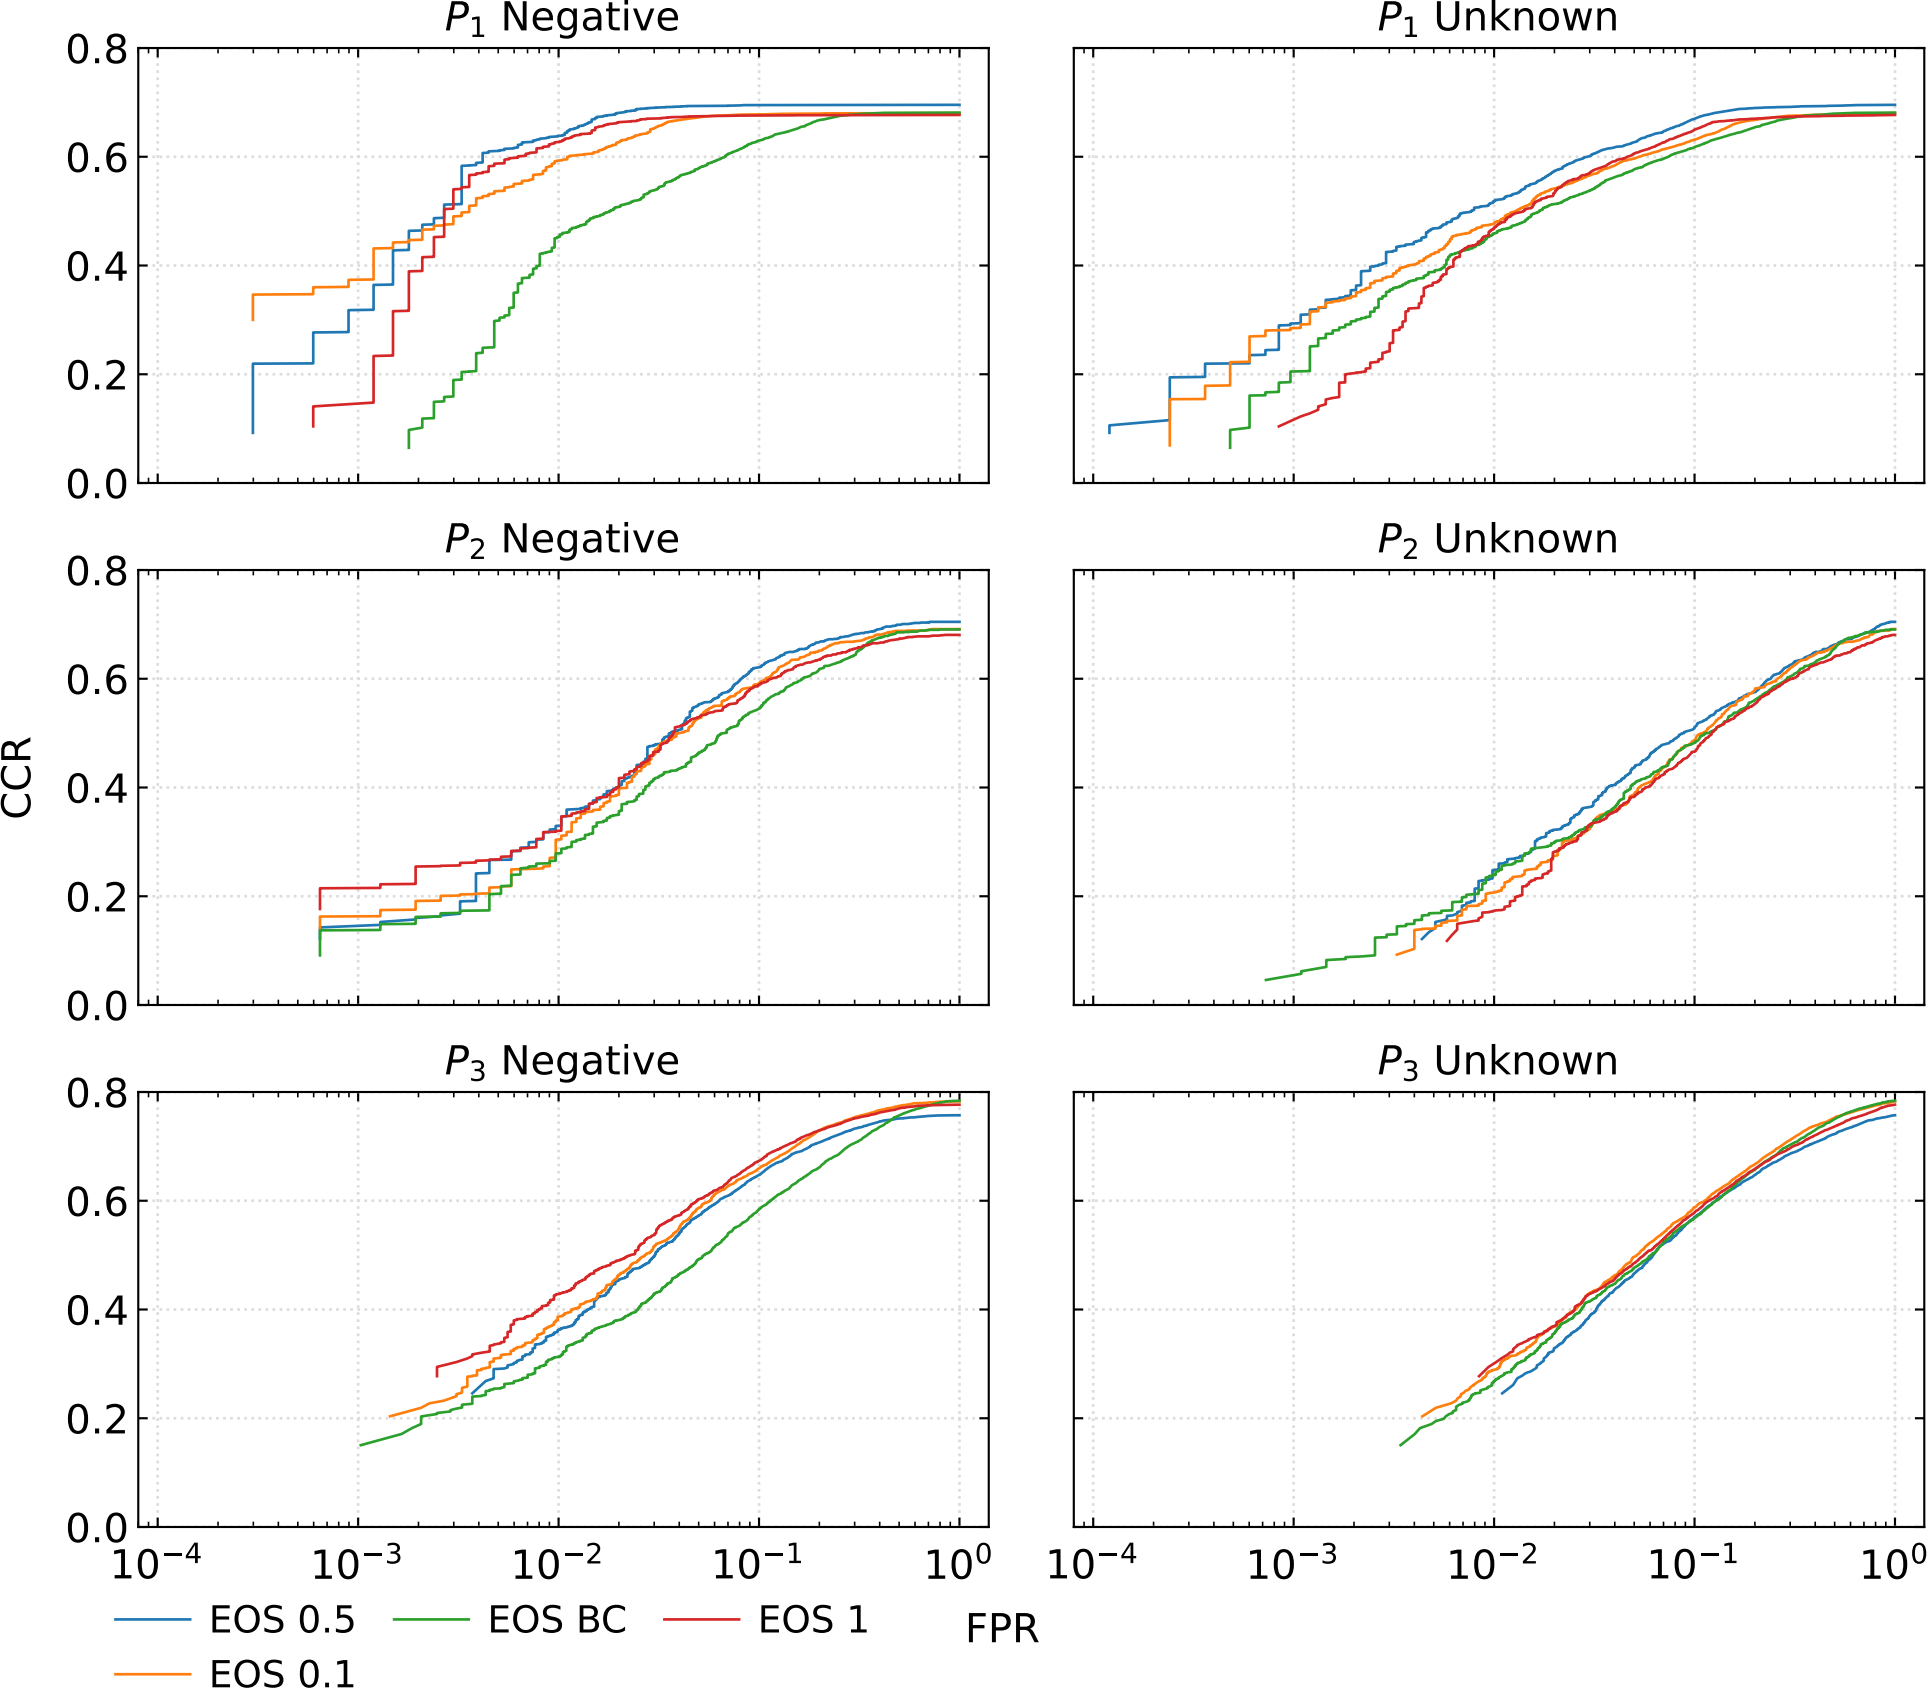 P₁ Negative
P₁ Unknown
0.8
0.6
0.4
0.2
0.0
P₂ Negative
P₂ Unknown
0.8
0.6
0.4
0.2
0.0
CCR
P₃ Negative
P₃ Unknown
0.8
0.6
0.4
0.2
0.0
10⁻⁴ 10⁻³ 10⁻² 10⁻¹ 10⁰
10⁻⁴ 10⁻³ 10⁻² 10⁻¹ 10⁰
EOS 0.5 EOS BC EOS 1
EOS 0.1
FPR